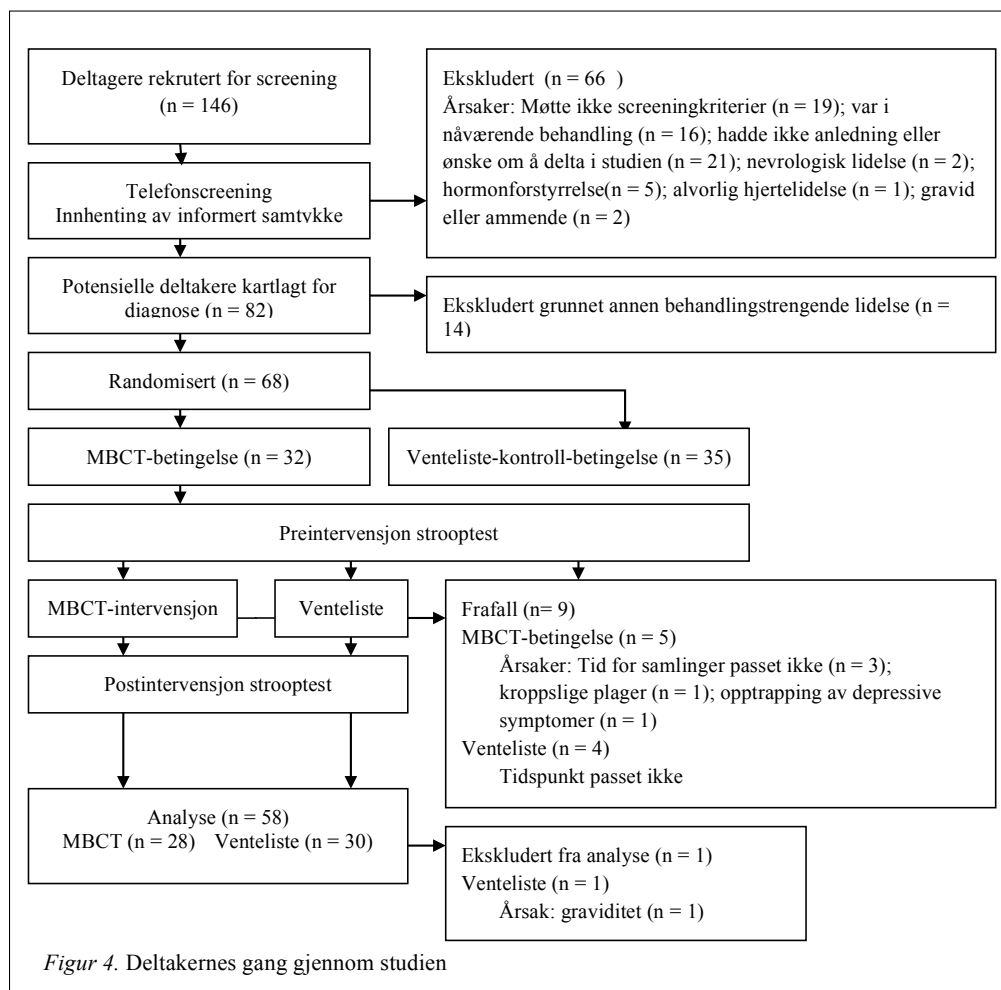 Deltagere rekrutert for screening
(n = 146)
Ekskludert (n = 66 )
Årsaker: Møtte ikke screeningkriterier (n = 19); var i
nåværende behandling (n = 16); hadde ikke anledning eller
ønske om å delta i studien (n = 21); nevrologisk lidelse (n = 2);
hormonforstyrrelse(n = 5); alvorlig hjertelidelse (n = 1); gravid
eller ammende (n = 2)
Telefonscreening
Innhenting av informert samtykke
Potensielle deltakere kartlagt for
diagnose (n = 82)
Ekskludert grunnet annen behandlingstrengende lidelse (n =
14)
Randomisert (n = 68)
MBCT-betingelse (n = 32)
Venteliste-kontroll-betingelse (n = 35)
Preintervensjon strooptest
MBCT-intervensjon
Venteliste
Frafall (n= 9)
MBCT-betingelse (n = 5)
Årsaker: Tid for samlinger passet ikke (n = 3);
kroppslige plager (n = 1); opptrapping av depressive
symptomer (n = 1)
Venteliste (n = 4)
Tidspunkt passet ikke
Postintervensjon strooptest
Analyse (n = 58)
MBCT (n = 28) Venteliste (n = 30)
Ekskludert fra analyse (n = 1)
Venteliste (n = 1)
Årsak: graviditet (n = 1)
Figur 4. Deltakernes gang gjennom studien